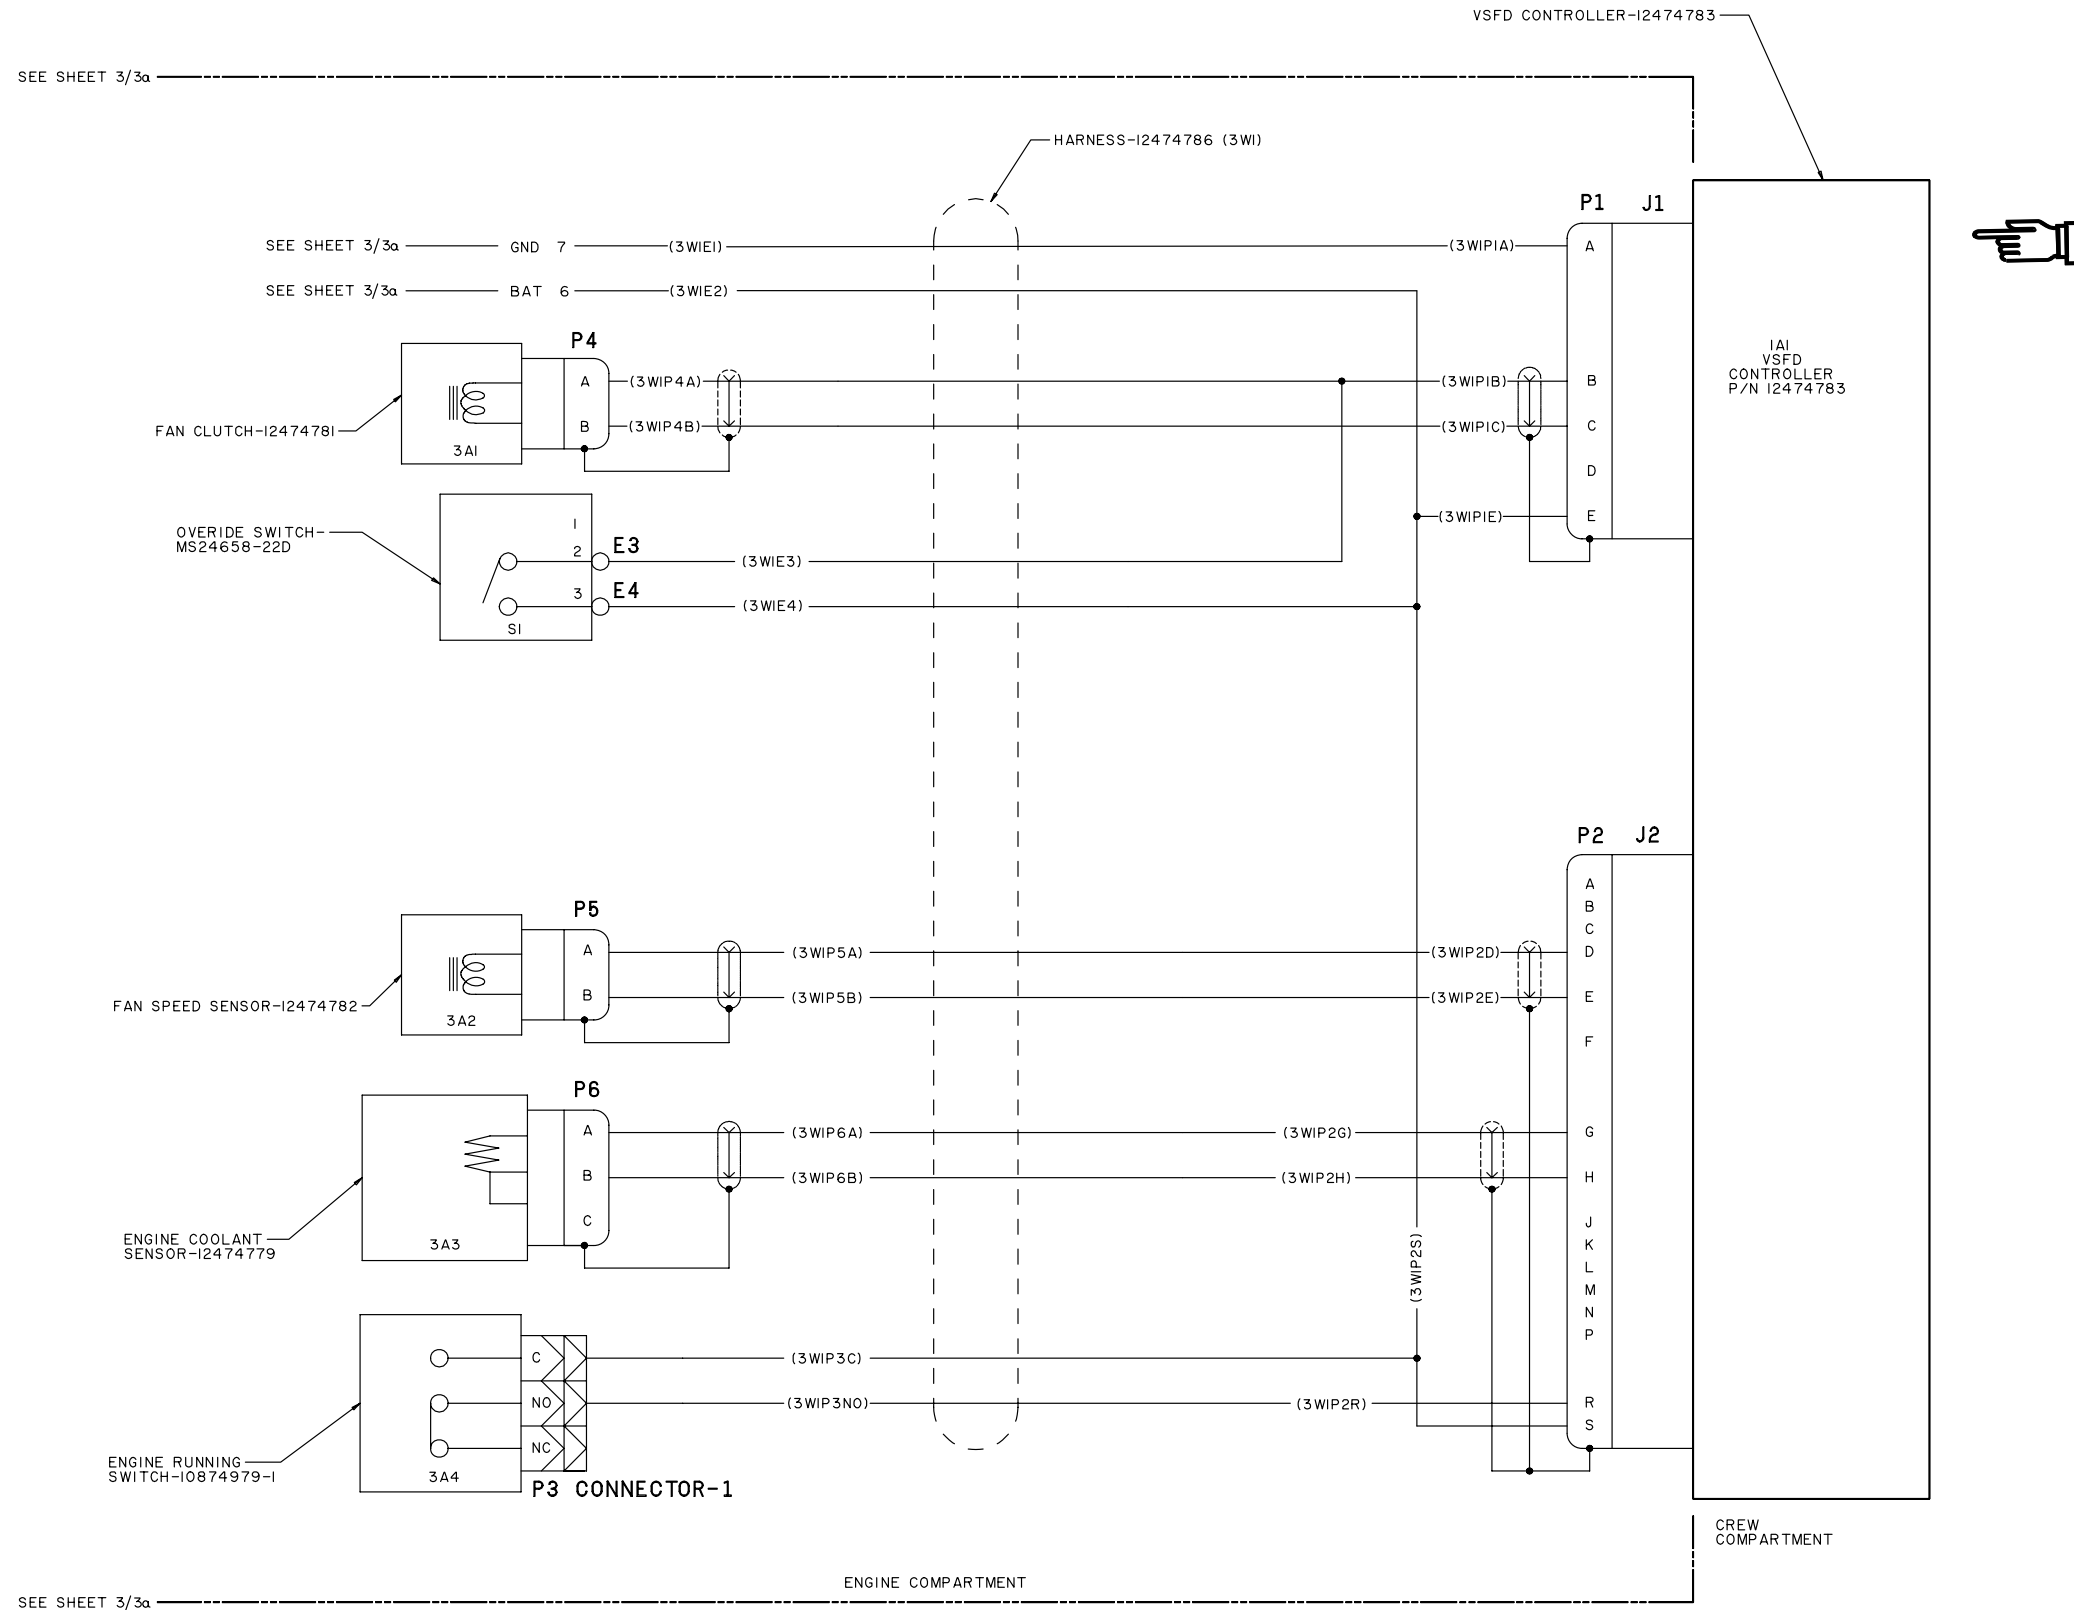 VSFD CONTROLLER-12474783
SEE SHEET 3/3a
HARNESS-12474786 (3W1)
P1 J1
SEE SHEET 3/3a GND 7 (3W1E1) (3W1P1A) A
SEE SHEET 3/3a BAT 6 (3W1E2)
1A1
VSFD
CONTROLLER
P/N 12474783
P4
A (3W1P4A) (3W1P1B) B
B (3W1P4B) (3W1P1C) C
FAN CLUTCH-12474781
3A1
D
(3W1P1E) E
OVERIDE SWITCH-
MS24658-22D
1
2 E3 (3W1E3)
3 E4 (3W1E4)
S1
P2 J2
A
B
C
P5
A (3W1P5A) (3W1P2D) D
B (3W1P5B) (3W1P2E) E
FAN SPEED SENSOR-12474782
3A2
F
P6
A (3W1P6A) (3W1P2G) G
B (3W1P6B) (3W1P2H) H
C
ENGINE COOLANT
SENSOR-12474779
3A3
J
K
L
M
N
P
(3W1P2S)
C (3W1P3C)
NO (3W1P3NO) (3W1P2R) R
S
NC
ENGINE RUNNING
SWITCH-10874979-1
3A4
P3 CONNECTOR-1
CREW
COMPARTMENT
ENGINE COMPARTMENT
SEE SHEET 3/3a